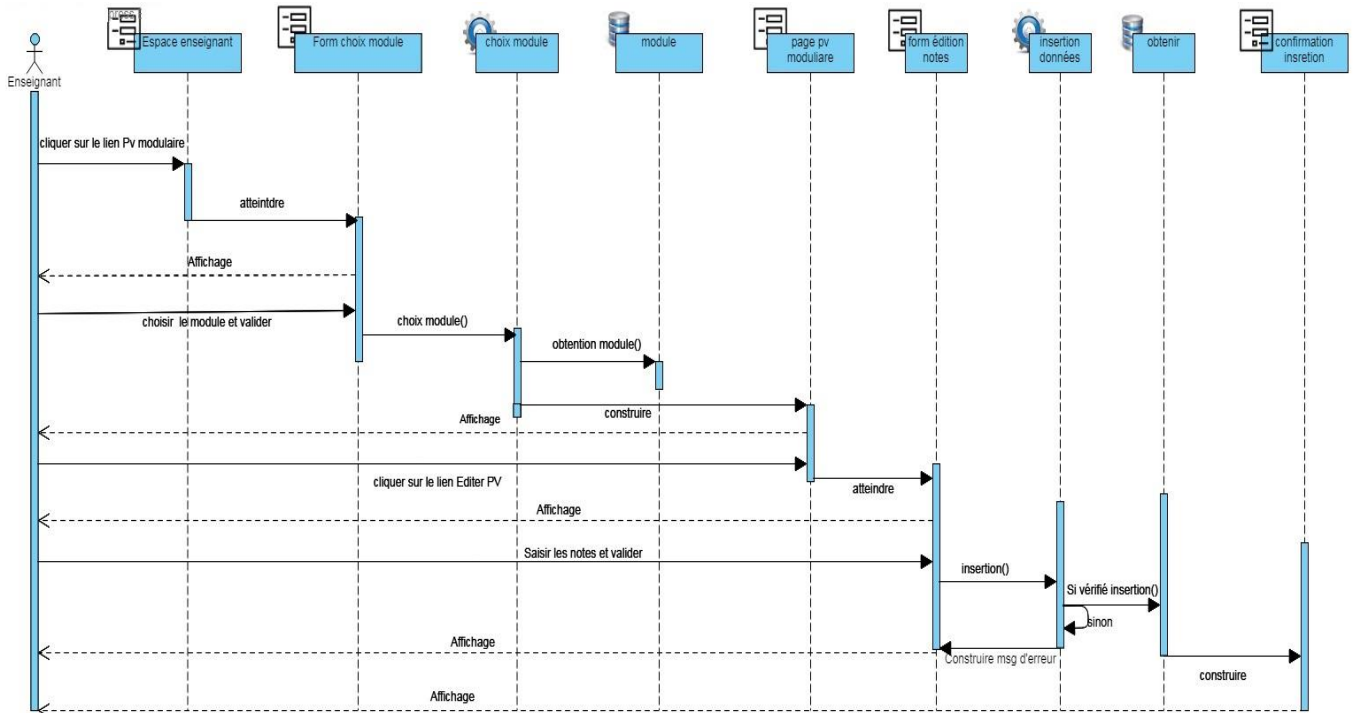 press
Espace enseignant
Form choix module
choix module
module
page pv
moduliare
form édition
notes
insertion
données
obtenir
confirmation
insretion
Enseignant
cliquer sur le lien Pv modulaire
atteintdre
Affichage
choisir le module et valider
choix module()
obtention module()
construire
Affichage
cliquer sur le lien Editer PV
atteindre
Affichage
Saisir les notes et valider
insertion()
Si vérifié insertion()
sinon
Affichage
Construire msg d'erreur
construire
Affichage